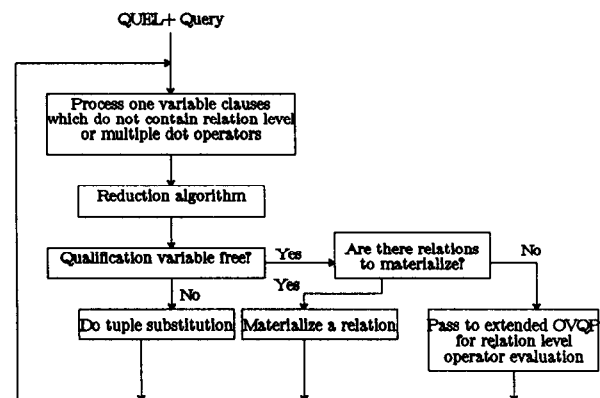 QUEL+ Query
Process one variable clauses
which do not contain relation level
or multiple dot operators
Reduction algorithm
Qualification variable free?
Yes
Are there relations
to materialize?
No
Yes
No
Do tuple substitution
Materialize a relation
Pass to extended OVQP
for relation level
operator evaluation